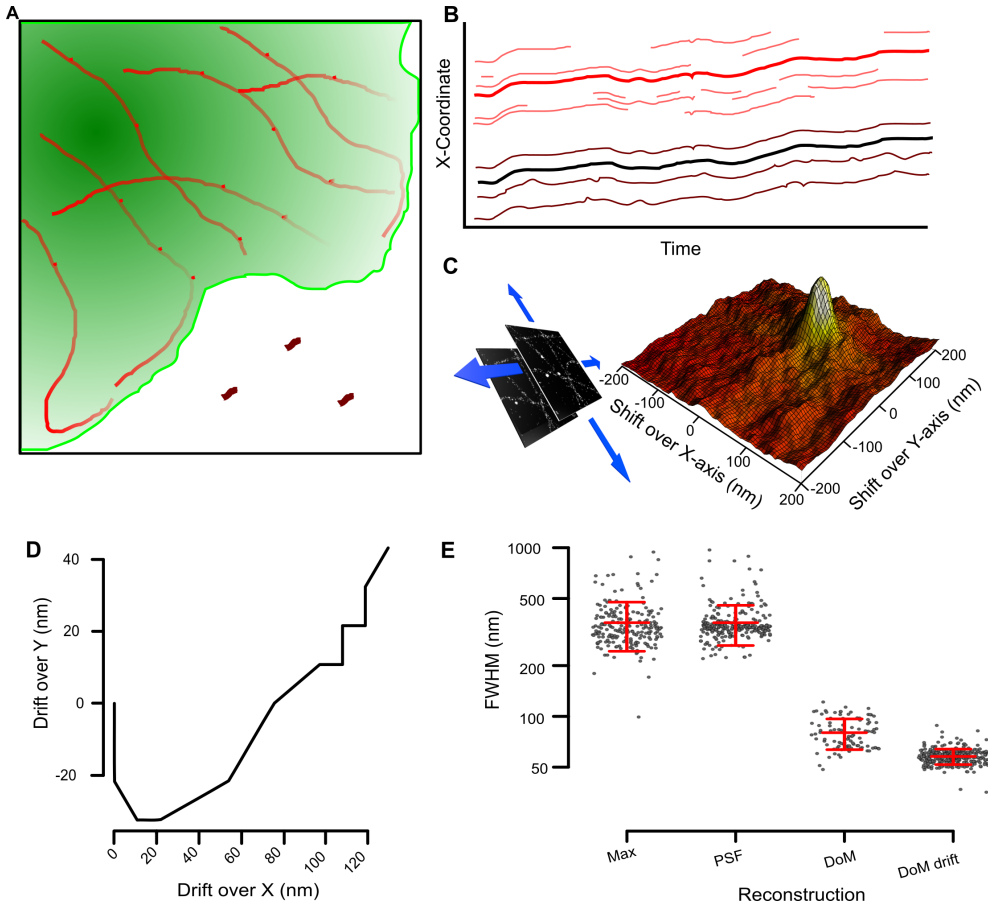 A
B
X-Coordinate
Time
C
-200
-100
0
100
200
Shift over X-axis (nm)
-200
-100
0
100
200
Shift over Y-axis (nm)
D
40
20
0
-20
Drift over Y (nm)
0
20
40
60
80
100
120
Drift over X (nm)
E
1000
500
200
100
50
FWHM (nm)
Max
PSF
DoM
DoM drift
Reconstruction